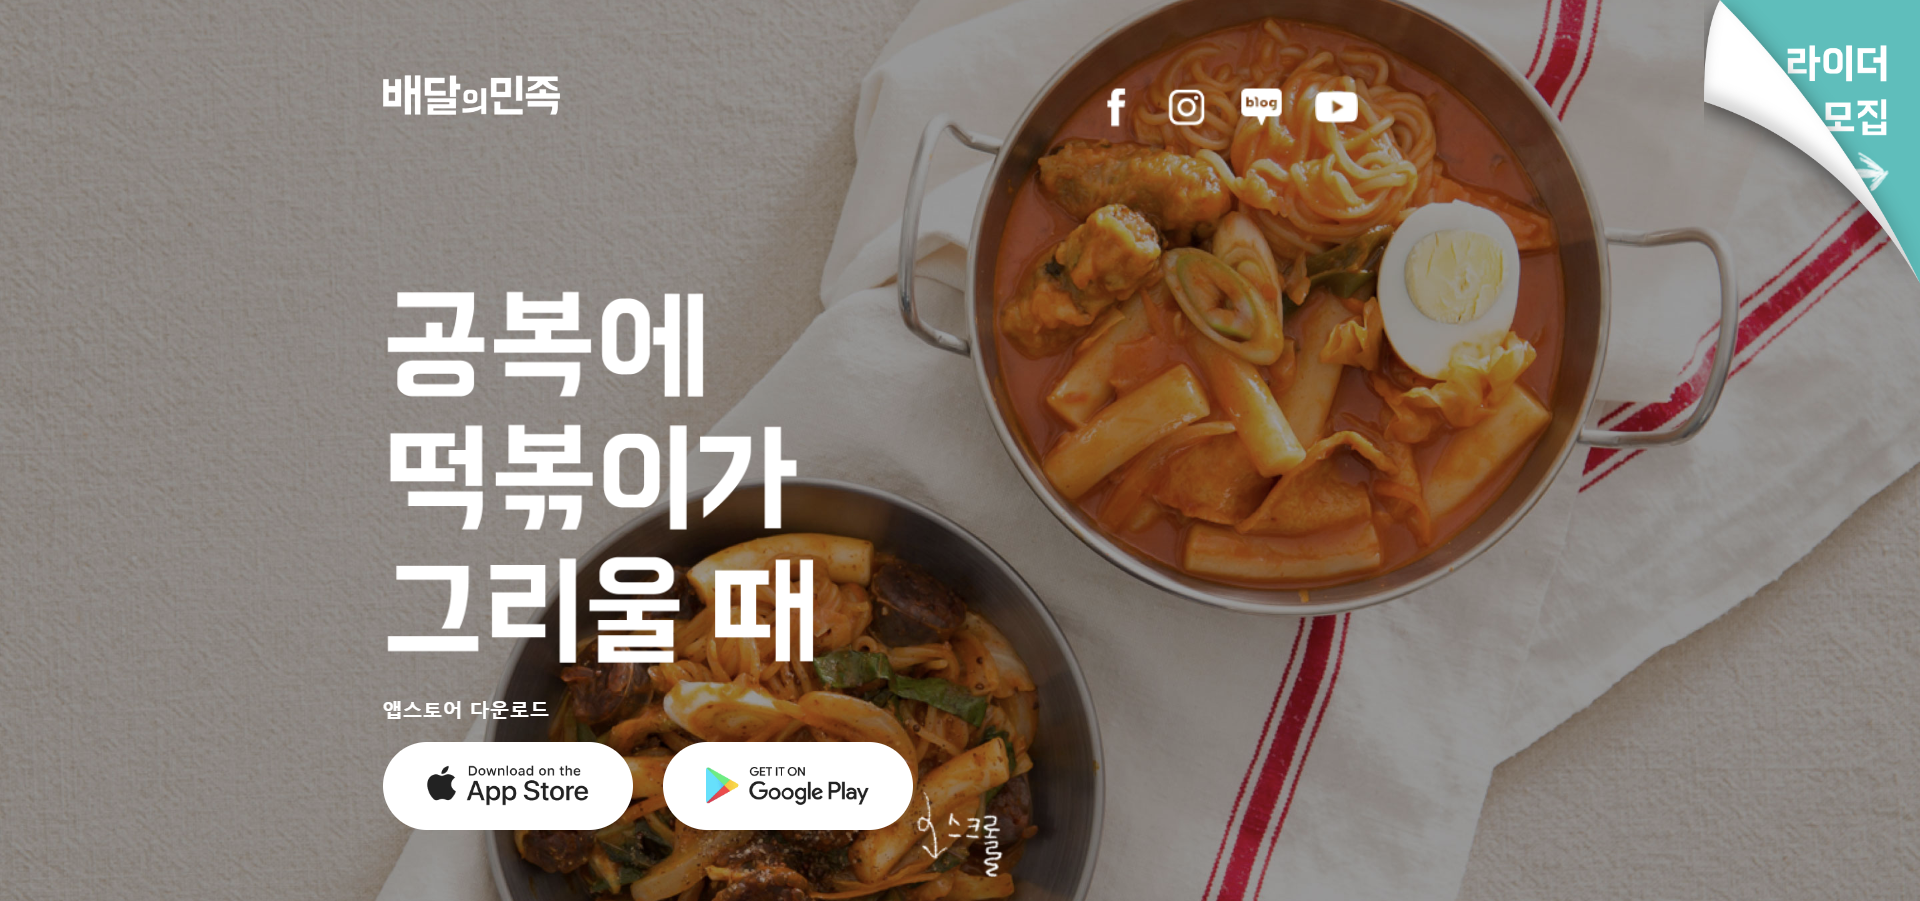 배달의민족
blog
라이더
모집
공복에
떡볶이가
그리울 때
앱스토어 다운로드
Download on the
App Store
GET IT ON
Google Play
스크롤